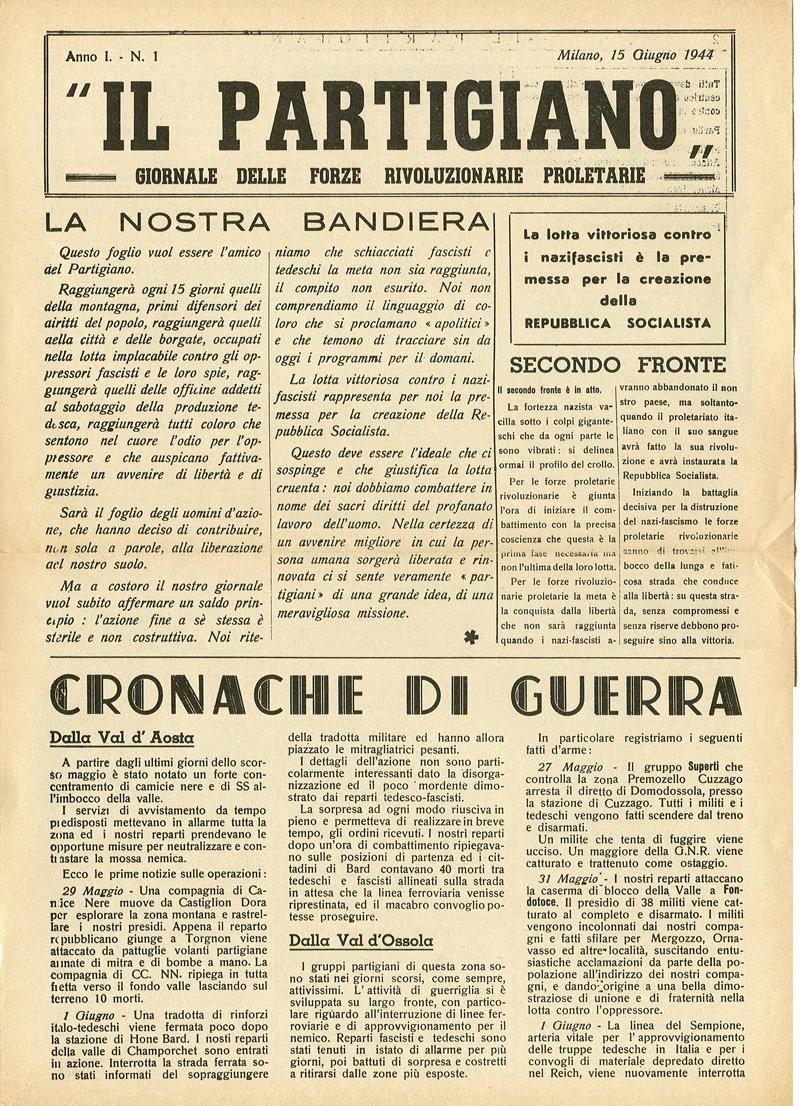 Anno I. - N. 1
Milano, 15 Giugno 1944
"IL PARTIGIANO„
GIORNALE DELLE FORZE RIVOLUZIONARIE PROLETARIE
LA NOSTRA BANDIERA
Questo foglio vuol essere l'amico
del Partigiano.
Raggiungerà ogni 15 giorni quelli
della montagna, primi difensori dei
airitti del popolo, raggiungerà quelli
aella città e delle borgate, occupati
nella lotta implacabile contro gli op-
pressori fascisti e le loro spie, rag-
giungerà quelli delle officine addetti
al sabotaggio della produzione te-
desca, raggiungerà tutti coloro che
sentono nel cuore l'odio per l'op-
pressore e che auspicano fattiva-
mente un avvenire di libertà e di
giustizia.
Sarà il foglio degli uomini d'azio-
ne, che hanno deciso di contribuire,
non sola a parole, alla liberazione
ael nostro suolo.
Ma a costoro il nostro giornale
vuol subito affermare un saldo prin-
cipio : l'azione fine a sè stessa è
sterile e non costruttiva. Noi rite-
niamo che schiacciati fascisti e
tedeschi la meta non sia raggiunta,
il compito non esurito. Noi non
comprendiamo il linguaggio di co-
loro che si proclamano « apolitici »
e che temono di tracciare sin da
oggi i programmi per il domani.
La lotta vittoriosa contro i nazi-
fascisti rappresenta per noi la pre-
messa per la creazione della Re-
pubblica Socialista.
Questo deve essere l'ideale che ci
sospinge e che giustifica la lotta
cruenta : noi dobbiamo combattere in
nome dei sacri diritti del profanato
lavoro dell'uomo. Nella certezza di
un avvenire migliore in cui la per-
sona umana sorgerà liberata e rin-
novata ci si sente veramente « par-
tigiani » di una grande idea, di una
meravigliosa missione.
*
La lotta vittoriosa contro
i nazifascisti è la pre-
messa per la creazione
della
REPUBBLICA SOCIALISTA
SECONDO FRONTE
Il secondo fronte è in atto.
La fortezza nazista va-
cilla sotto i colpi gigante-
schi che da ogni parte le
sono vibrati: si delinea
ormai il profilo del crollo.
Per le forze proletarie
rivoluzionarie è giunta
l'ora di iniziare il com-
battimento con la precisa
coscienza che questa è la
prima fase necessaria ma
non l'ultima della loro lotta.
Per le forze rivoluzio-
narie proletarie la meta è
la conquista dalla libertà
che non sarà raggiunta
quando i nazi-fascisti a-
vranno abbandonato il non
stro paese, ma soltanto-
quando il proletariato ita-
liano con il suo sangue
avrà fatto la sua rivolu-
zione e avrà instaurata la
Repubblica Socialista.
Iniziando la battaglia
decisiva per la distruzione
del nazi-fascismo le forze
proletarie rivoluzionarie
sanno di trovarsi all'im-
bocco della lunga e fati-
cosa strada che conduce
alla libertà: su questa stra-
da, senza compromessi e
senza riserve debbono pro-
seguire sino alla vittoria.
CRONACHE DI GUERRA
Dalla Val d'Aosta
A partire dagli ultimi giorni dello scor-
so maggio è stato notato un forte con-
centramento di camicie nere e di SS al-
l'imbocco della valle.
I servizi di avvistamento da tempo
predisposti mettevano in allarme tutta la
zona ed i nostri reparti prendevano le
opportune misure per neutralizzare e con-
trastare la mossa nemica.
Ecco le prime notizie sulle operazioni:
29 Maggio - Una compagnia di Ca-
micie Nere muove da Castiglion Dora
per esplorare la zona montana e rastrel-
lare i nostri presidi. Appena il reparto
repubblicano giunge a Torgnon viene
attaccato da pattuglie volanti partigiane
armate di mitra e di bombe a mano. La
compagnia di CC. NN. ripiega in tutta
fretta verso il fondo valle lasciando sul
terreno 10 morti.
1 Giugno - Una tradotta di rinforzi
italo-tedeschi viene fermata poco dopo
la stazione di Hone Bard. I nosti reparti
della valle di Champorchet sono entrati
in azione. Interrotta la strada ferrata so-
no stati informati del sopraggiungere
della tradotta militare ed hanno allora
piazzato le mitragliatrici pesanti.
I dettagli dell'azione non sono parti-
colarmente interessanti dato la disorga-
nizzazione ed il poco mordente dimo-
strato dai reparti tedesco-fascisti.
La sorpresa ad ogni modo riusciva in
pieno e permetteva di realizzare in breve
tempo, gli ordini ricevuti. I nostri reparti
dopo un'ora di combattimento ripiegava-
no sulle posizioni di partenza ed i cit-
tadini di Bard contavano 40 morti tra
tedeschi e fascisti allineati sulla strada
in attesa che la linea ferroviaria venisse
riprestinata, ed il macabro convoglio po-
tesse proseguire.
Dalla Val d'Ossola
I gruppi partigiani di questa zona so-
no stati nei giorni scorsi, come sempre,
attivissimi. L'attività di guerriglia si è
sviluppata su largo fronte, con partico-
lare riguardo all'interruzione di linee fer-
roviarie e di approvvigionamento per il
nemico. Reparti fascisti e tedeschi sono
stati tenuti in istato di allarme per più
giorni, poi battuti di sorpresa e costretti
a ritirarsi dalle zone più esposte.
In particolare registriamo i seguenti
fatti d'arme:
27 Maggio - Il gruppo Superti che
controlla la zona Premozello Cuzzago
arresta il diretto di Domodossola, presso
la stazione di Cuzzago. Tutti i militi e i
tedeschi vengono fatti scendere dal treno
e disarmati.
Un milite che tenta di fuggire viene
ucciso. Un maggiore della G.N.R. viene
catturato e trattenuto come ostaggio.
31 Maggio - I nostri reparti attaccano
la caserma di blocco della Valle a Fon-
dotoce. Il presidio di 38 militi viene cat-
turato al completo e disarmato. I militi
vengono incolonnati dai nostri compa-
gni e fatti sfilare per Mergozzo, Orna-
vasso ed altre località, suscitando entu-
siastiche acclamazioni da parte della po-
polazione all'indirizzo dei nostri compa-
gni, e dando origine a una bella dimo-
straziose di unione e di fraternità nella
lotta contro l'oppressore.
1 Giugno - La linea del Sempione,
arteria vitale per l'approvvigionamento
delle truppe tedesche in Italia e per i
convogli di materiale depredato diretto
nel Reich, viene nuovamente interrotta